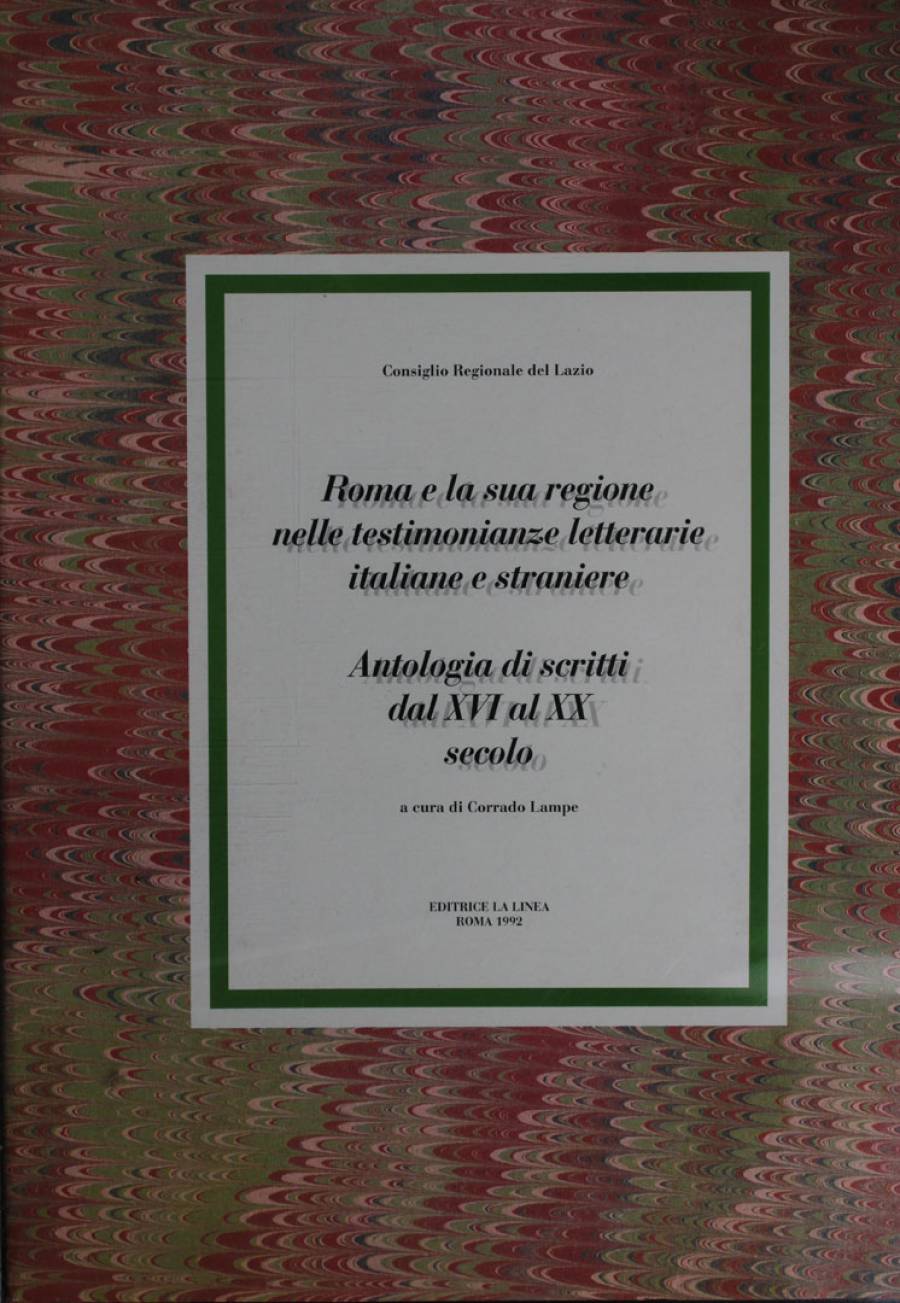 Consiglio Regionale del Lazio
Roma e la sua regione
nelle testimonianze letterarie
italiane e straniere
Antologia di scritti
dal XVI al XX
secolo
a cura di Corrado Lampe
EDITRICE LA LINEA
ROMA 1992